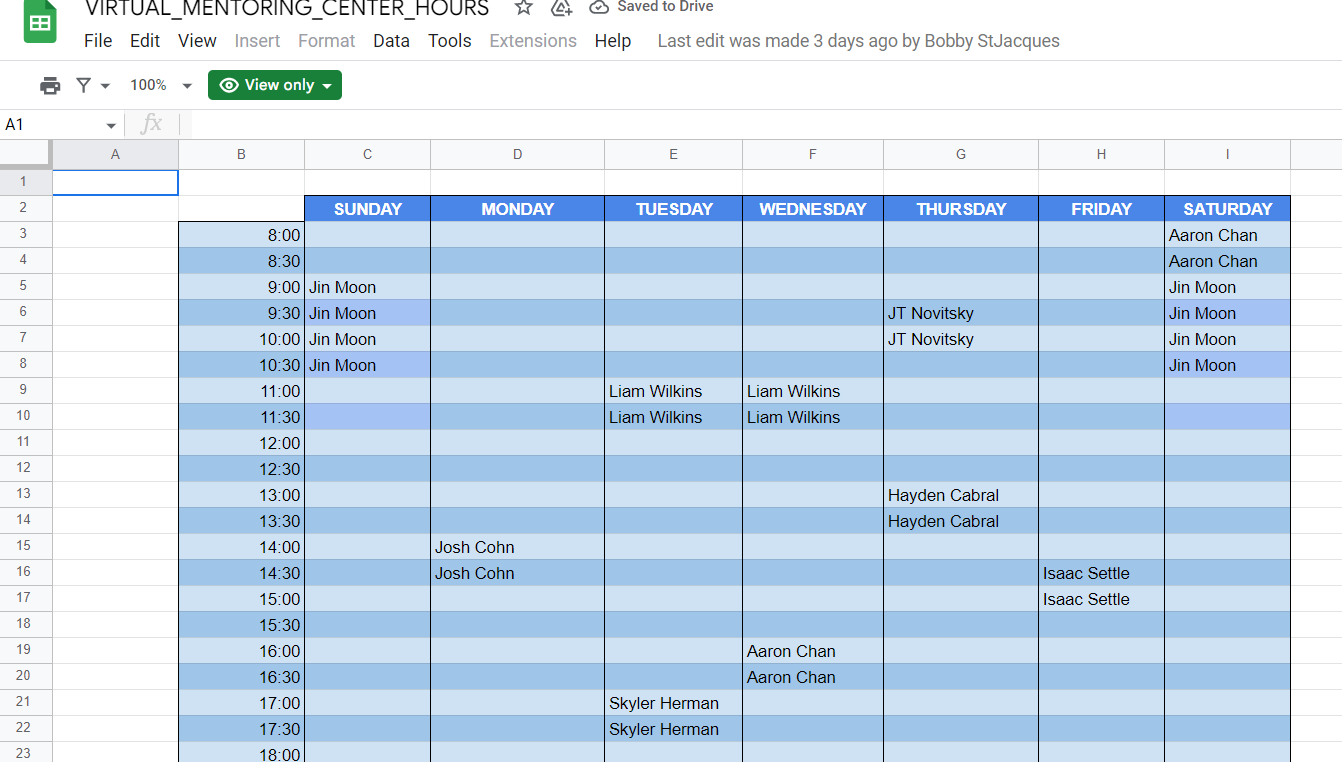 VIRTUAL_MENTORING_CENTER_HOURS Saved to Drive
File Edit View Insert Format Data Tools Extensions Help Last edit was made 3 days ago by Bobby StJacques
100% View only
A1 fx
A B C D E F G H I
1
2 SUNDAY MONDAY TUESDAY WEDNESDAY THURSDAY FRIDAY SATURDAY
3 8:00 Aaron Chan
4 8:30 Aaron Chan
5 9:00 Jin Moon Jin Moon
6 9:30 Jin Moon JT Novitsky Jin Moon
7 10:00 Jin Moon JT Novitsky Jin Moon
8 10:30 Jin Moon Jin Moon
9 11:00 Liam Wilkins Liam Wilkins
10 11:30 Liam Wilkins Liam Wilkins
11 12:00
12 12:30
13 13:00 Hayden Cabral
14 13:30 Hayden Cabral
15 14:00 Josh Cohn
16 14:30 Josh Cohn Isaac Settle
17 15:00 Isaac Settle
18 15:30
19 16:00 Aaron Chan
20 16:30 Aaron Chan
21 17:00 Skyler Herman
22 17:30 Skyler Herman
23 18:00